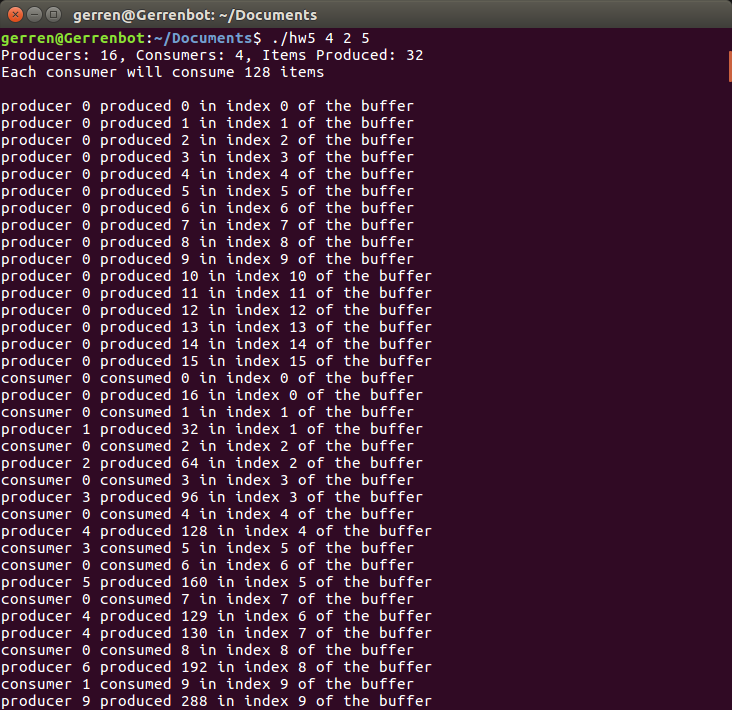 gerren@Gerrenbot: ~/Documents
gerren@Gerrenbot:~/Documents$ ./hw5 4 2 5
Producers: 16, Consumers: 4, Items Produced: 32
Each consumer will consume 128 items
producer 0 produced 0 in index 0 of the buffer
producer 0 produced 1 in index 1 of the buffer
producer 0 produced 2 in index 2 of the buffer
producer 0 produced 3 in index 3 of the buffer
producer 0 produced 4 in index 4 of the buffer
producer 0 produced 5 in index 5 of the buffer
producer 0 produced 6 in index 6 of the buffer
producer 0 produced 7 in index 7 of the buffer
producer 0 produced 8 in index 8 of the buffer
producer 0 produced 9 in index 9 of the buffer
producer 0 produced 10 in index 10 of the buffer
producer 0 produced 11 in index 11 of the buffer
producer 0 produced 12 in index 12 of the buffer
producer 0 produced 13 in index 13 of the buffer
producer 0 produced 14 in index 14 of the buffer
producer 0 produced 15 in index 15 of the buffer
consumer 0 consumed 0 in index 0 of the buffer
producer 0 produced 16 in index 0 of the buffer
consumer 0 consumed 1 in index 1 of the buffer
producer 1 produced 32 in index 1 of the buffer
consumer 0 consumed 2 in index 2 of the buffer
producer 2 produced 64 in index 2 of the buffer
consumer 0 consumed 3 in index 3 of the buffer
producer 3 produced 96 in index 3 of the buffer
consumer 0 consumed 4 in index 4 of the buffer
producer 4 produced 128 in index 4 of the buffer
consumer 3 consumed 5 in index 5 of the buffer
consumer 0 consumed 6 in index 6 of the buffer
producer 5 produced 160 in index 5 of the buffer
consumer 0 consumed 7 in index 7 of the buffer
producer 4 produced 129 in index 6 of the buffer
producer 4 produced 130 in index 7 of the buffer
consumer 0 consumed 8 in index 8 of the buffer
producer 6 produced 192 in index 8 of the buffer
consumer 1 consumed 9 in index 9 of the buffer
producer 9 produced 288 in index 9 of the buffer